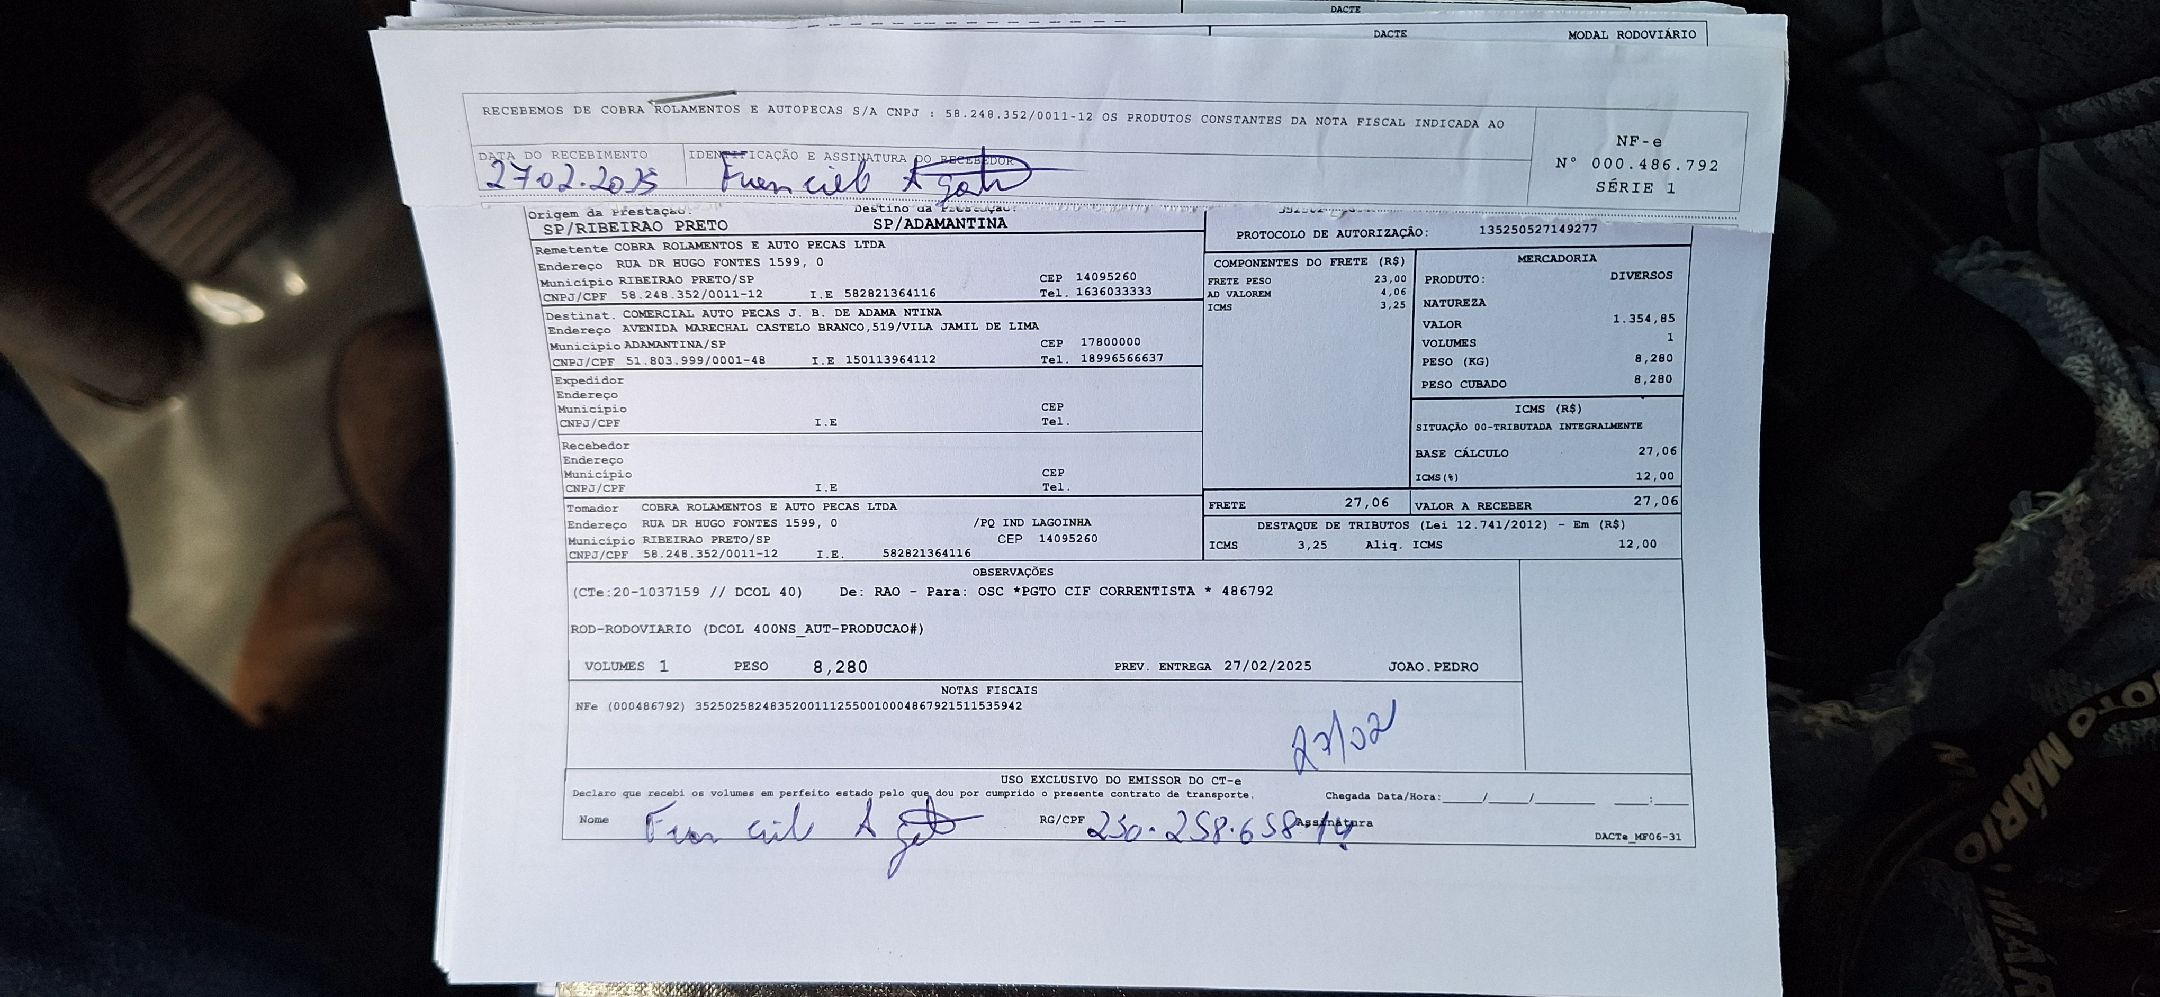 DACTE
DACTE
MODAL RODOVIÁRIO
RECEBEMOS DE COBRA ROLAMENTOS E AUTOPECAS S/A CNPJ : 58.248.352/0011-12 OS PRODUTOS CONSTANTES DA NOTA FISCAL INDICADA AO
DATA DO RECEBIMENTO
IDENTIFICAÇÃO E ASSINATURA DO RECEBEDOR
27.02.2025
NF-e
Nº 000.486.792
SÉRIE 1
Origem da Prestação:
Destino da Prestação:
SP/RIBEIRAO PRETO
SP/ADAMANTINA
PROTOCOLO DE AUTORIZAÇÃO: 135250527149277
Remetente COBRA ROLAMENTOS E AUTO PECAS LTDA
Endereço RUA DR HUGO FONTES 1599, 0
Município RIBEIRAO PRETO/SP CEP 14095260
CNPJ/CPF 58.248.352/0011-12 I.E 582821364116 Tel. 1636033333
Destinat. COMERCIAL AUTO PECAS J. B. DE ADAMA NTINA
Endereço AVENIDA MARECHAL CASTELO BRANCO,519/VILA JAMIL DE LIMA
Município ADAMANTINA/SP CEP 17800000
CNPJ/CPF 51.803.999/0001-48 I.E 150113964112 Tel. 18996566637
Expedidor
Endereço
Município CEP
CNPJ/CPF I.E Tel.
Recebedor
Endereço
Município CEP
CNPJ/CPF I.E Tel.
Tomador COBRA ROLAMENTOS E AUTO PECAS LTDA
Endereço RUA DR HUGO FONTES 1599, 0 /PQ IND LAGOINHA
Município RIBEIRAO PRETO/SP CEP 14095260
CNPJ/CPF 58.248.352/0011-12 I.E. 582821364116
COMPONENTES DO FRETE (R$)
FRETE PESO 23,00
AD VALOREM 4,06
ICMS 3,25
MERCADORIA
PRODUTO: DIVERSOS
NATUREZA
VALOR 1.354,85
VOLUMES 1
PESO (KG) 8,280
PESO CUBADO 8,280
ICMS (R$)
SITUAÇÃO 00-TRIBUTADA INTEGRALMENTE
BASE CÁLCULO 27,06
ICMS(%) 12,00
FRETE 27,06
VALOR A RECEBER 27,06
DESTAQUE DE TRIBUTOS (Lei 12.741/2012) - Em (R$)
ICMS 3,25 Aliq. ICMS 12,00
OBSERVAÇÕES
(CTe:20-1037159 // DCOL 40) De: RAO - Para: OSC *PGTO CIF CORRENTISTA * 486792
ROD-RODOVIARIO (DCOL 400NS_AUT-PRODUCAO#)
VOLUMES 1 PESO 8,280 PREV. ENTREGA 27/02/2025 JOAO.PEDRO
NOTAS FISCAIS
NFe (000486792) 35250258248352001112550010004867921511535942
27/02
USO EXCLUSIVO DO EMISSOR DO CT-e
Declaro que recebi os volumes em perfeito estado pelo que dou por cumprido o presente contrato de transporte.
Chegada Data/Hora:____/____/________ ____:____
Nome
RG/CPF 230.258.658-14
Assinatura
DACTe_MF06-31
OTO MÁRIO